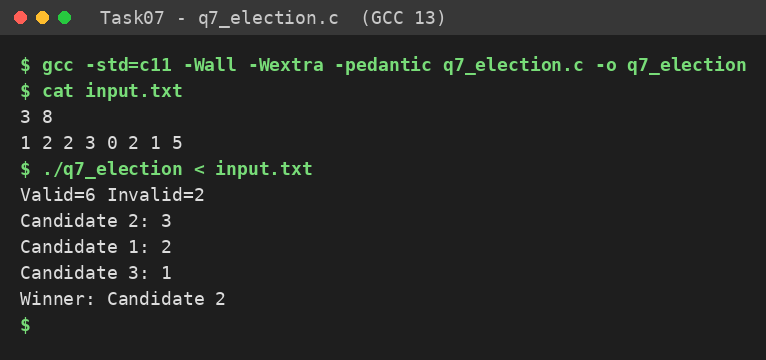 Task07 - q7_election.c  (GCC 13)
$ gcc -std=c11 -Wall -Wextra -pedantic q7_election.c -o q7_election
$ cat input.txt
3 8
1 2 2 3 0 2 1 5
$ ./q7_election < input.txt
Valid=6 Invalid=2
Candidate 2: 3
Candidate 1: 2
Candidate 3: 1
Winner: Candidate 2
$